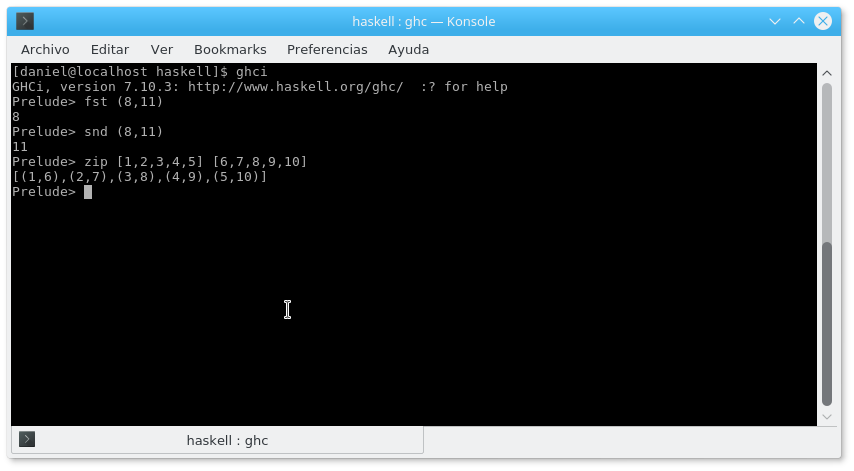 haskell : ghc — Konsole
Archivo Editar Ver Bookmarks Preferencias Ayuda
[daniel@localhost haskell]$ ghci
GHCi, version 7.10.3: http://www.haskell.org/ghc/  :? for help
Prelude> fst (8,11)
8
Prelude> snd (8,11)
11
Prelude> zip [1,2,3,4,5] [6,7,8,9,10]
[(1,6),(2,7),(3,8),(4,9),(5,10)]
Prelude>
haskell : ghc